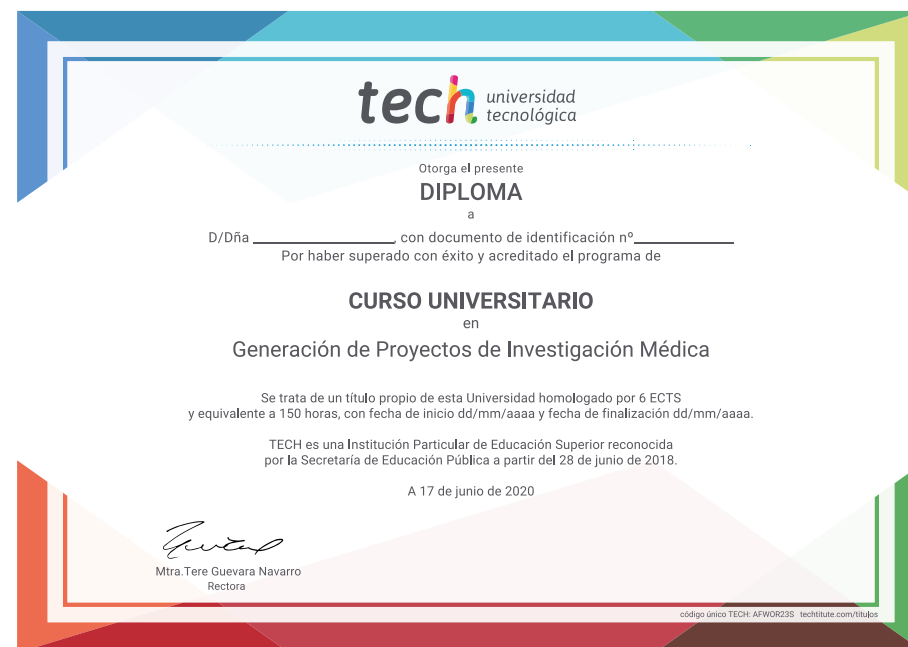 tech universidad
tecnológica
Otorga el presente
DIPLOMA
a
D/Dña ______________, con documento de identificación nº__________
Por haber superado con éxito y acreditado el programa de
CURSO UNIVERSITARIO
en
Generación de Proyectos de Investigación Médica
Se trata de un título propio de esta Universidad homologado por 6 ECTS
y equivalente a 150 horas, con fecha de inicio dd/mm/aaaa y fecha de finalización dd/mm/aaaa.
TECH es una Institución Particular de Educación Superior reconocida
por la Secretaría de Educación Pública a partir del 28 de junio de 2018.
A 17 de junio de 2020
Mtra.Tere Guevara Navarro
Rectora
código único TECH: AFWOR23S techtitute.com/titulos